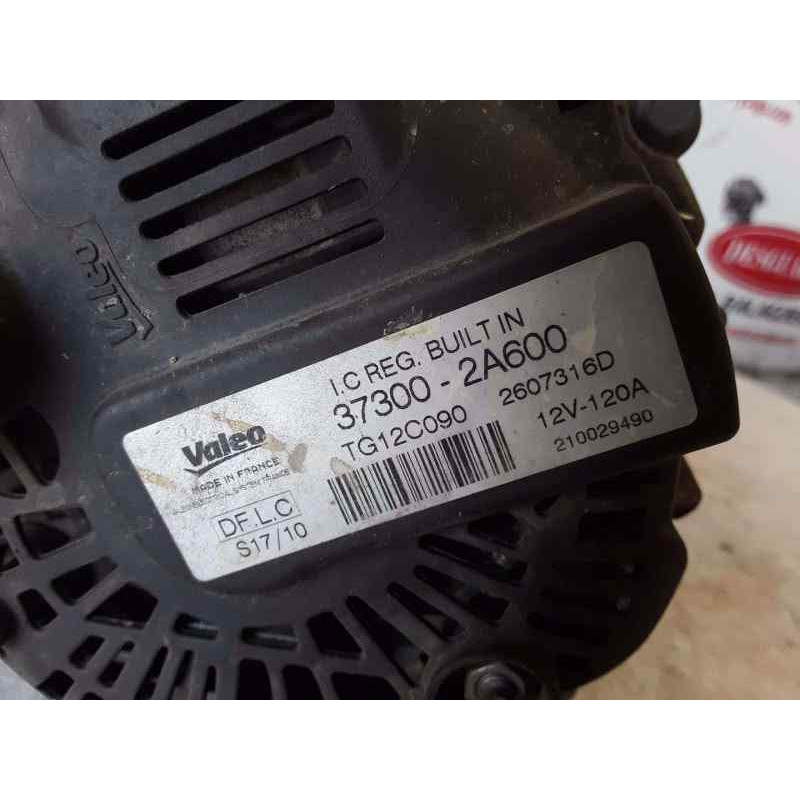 Valeo
I.C REG. BUILT IN
37300 - 2A600
TG12C090 2607316D
12V-120A
210029490
Valeo
MADE IN FRANCE
DF.L.C
S17/10